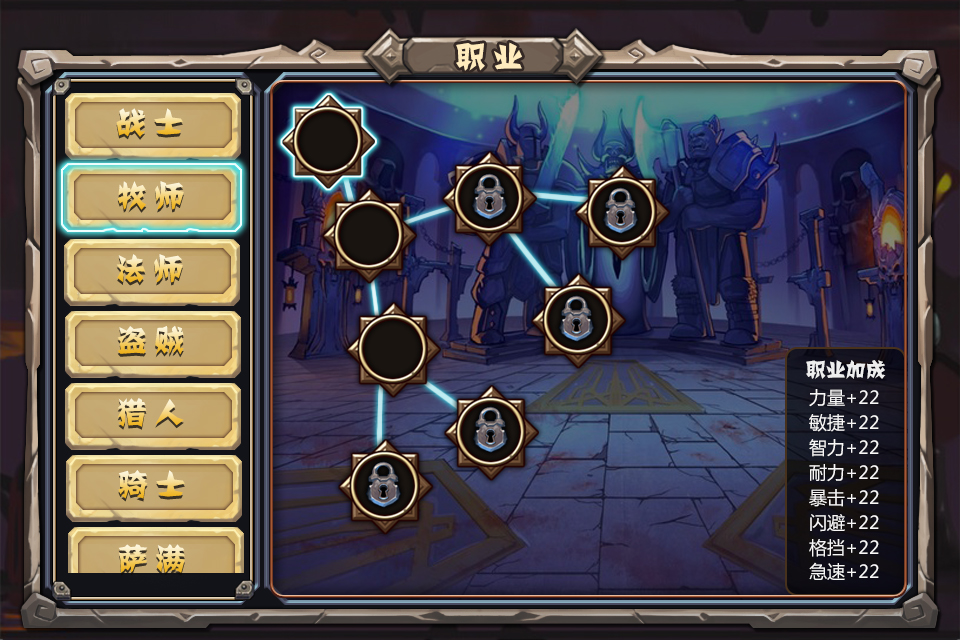 职业
战士
牧师
法师
盗贼
猎人
骑士
萨满
职业加成
力量+22
敏捷+22
智力+22
耐力+22
暴击+22
闪避+22
格挡+22
急速+22